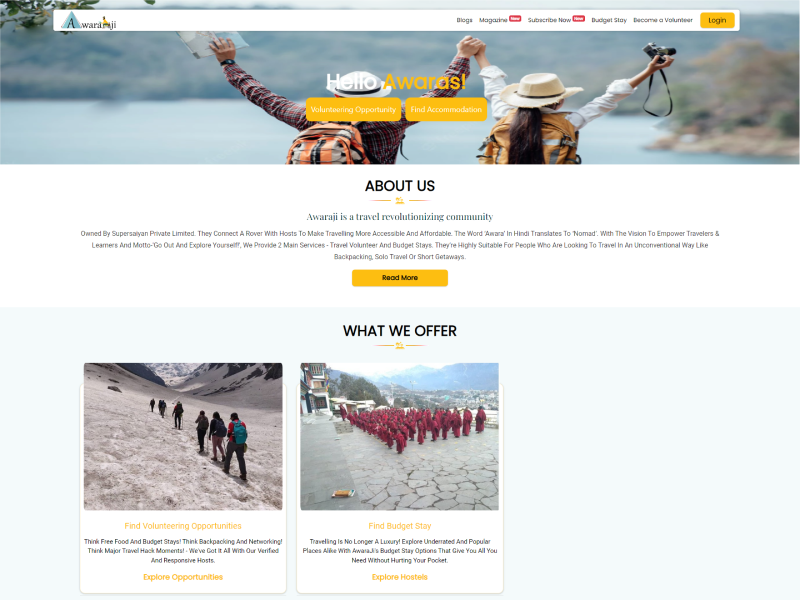 Awaraji
Blogs Magazine New Subscribe Now New Budget Stay Become a Volunteer Login
Hello Awaras!
Volunteering Opportunity Find Accommodation
ABOUT US
Awaraji is a travel revolutionizing community
Owned By Supersaiyan Private Limited. They Connect A Rover With Hosts To Make Travelling More Accessible And Affordable. The Word 'Awara' In Hindi Translates To 'Nomad'. With The Vision To Empower Travelers &
Learners And Motto-'Go Out And Explore Yourself', We Provide 2 Main Services - Travel Volunteer And Budget Stays. They're Highly Suitable For People Who Are Looking To Travel In An Unconventional Way Like
Backpacking, Solo Travel Or Short Getaways.
Read More
WHAT WE OFFER
Find Volunteering Opportunities
Think Free Food And Budget Stays! Think Backpacking And Networking!
Think Major Travel Hack Moments! - We've Got It All With Our Verified
And Responsive Hosts.
Explore Opportunities
Find Budget Stay
Travelling Is No Longer A Luxury! Explore Underrated And Popular
Places Alike With AwaraJi's Budget Stay Options That Give You All You
Need Without Hurting Your Pocket.
Explore Hostels